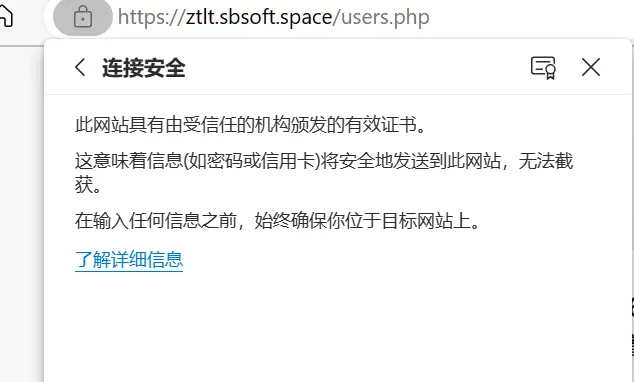 https://ztlt.sbsoft.space/users.php
连接安全
此网站具有由受信任的机构颁发的有效证书。
这意味着信息(如密码或信用卡)将安全地发送到此网站，无法截
获。
在输入任何信息之前，始终确保你位于目标网站上。
了解详细信息